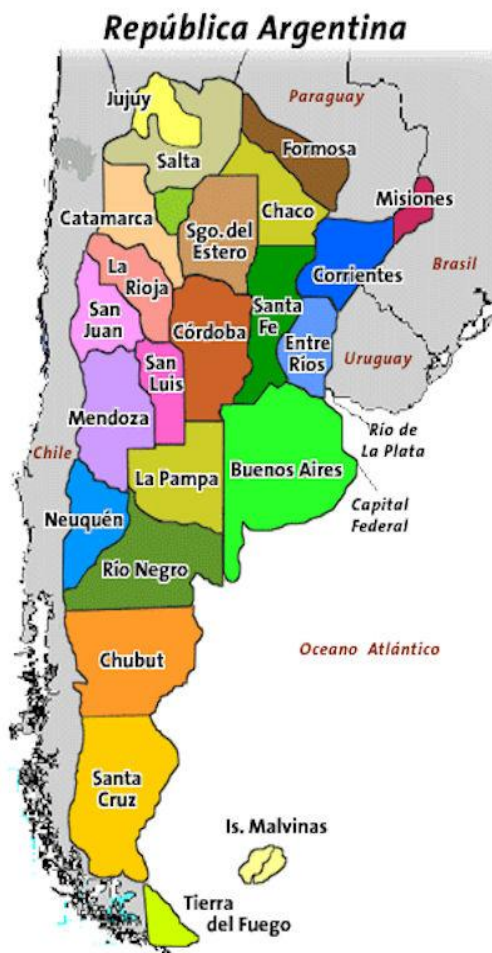 República Argentina
Jujuy
Paraguay
Salta
Formosa
Misiones
Catamarca
Sgo. del
Estero
Chaco
La
Rioja
Corrientes
Brasil
San
Juan
Córdoba
Santa
Fe
Entre
Ríos
Uruguay
San
Luis
Mendoza
Río de
La Plata
Chile
La Pampa
Buenos Aires
Capital
Federal
Neuquén
Río Negro
Chubut
Oceano Atlántico
Santa
Cruz
Is. Malvinas
Tierra
del Fuego